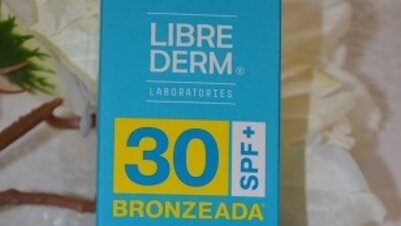 LIBRE
DERM®
LABORATORIES
30 SPF+
BRONZEADA®